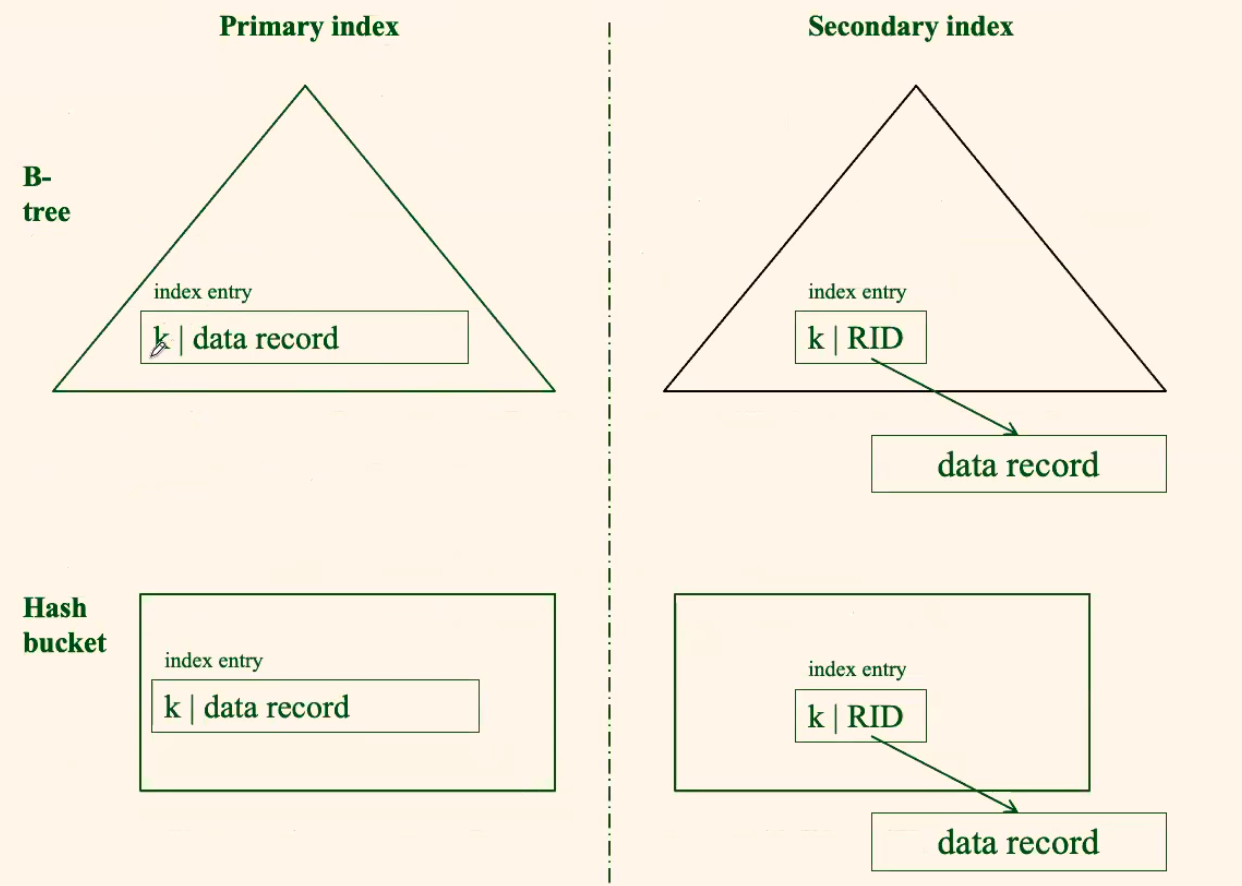 Primary index
Secondary index
B-
tree
index entry
k | data record
index entry
k | RID
data record
Hash
bucket
index entry
k | data record
index entry
k | RID
data record